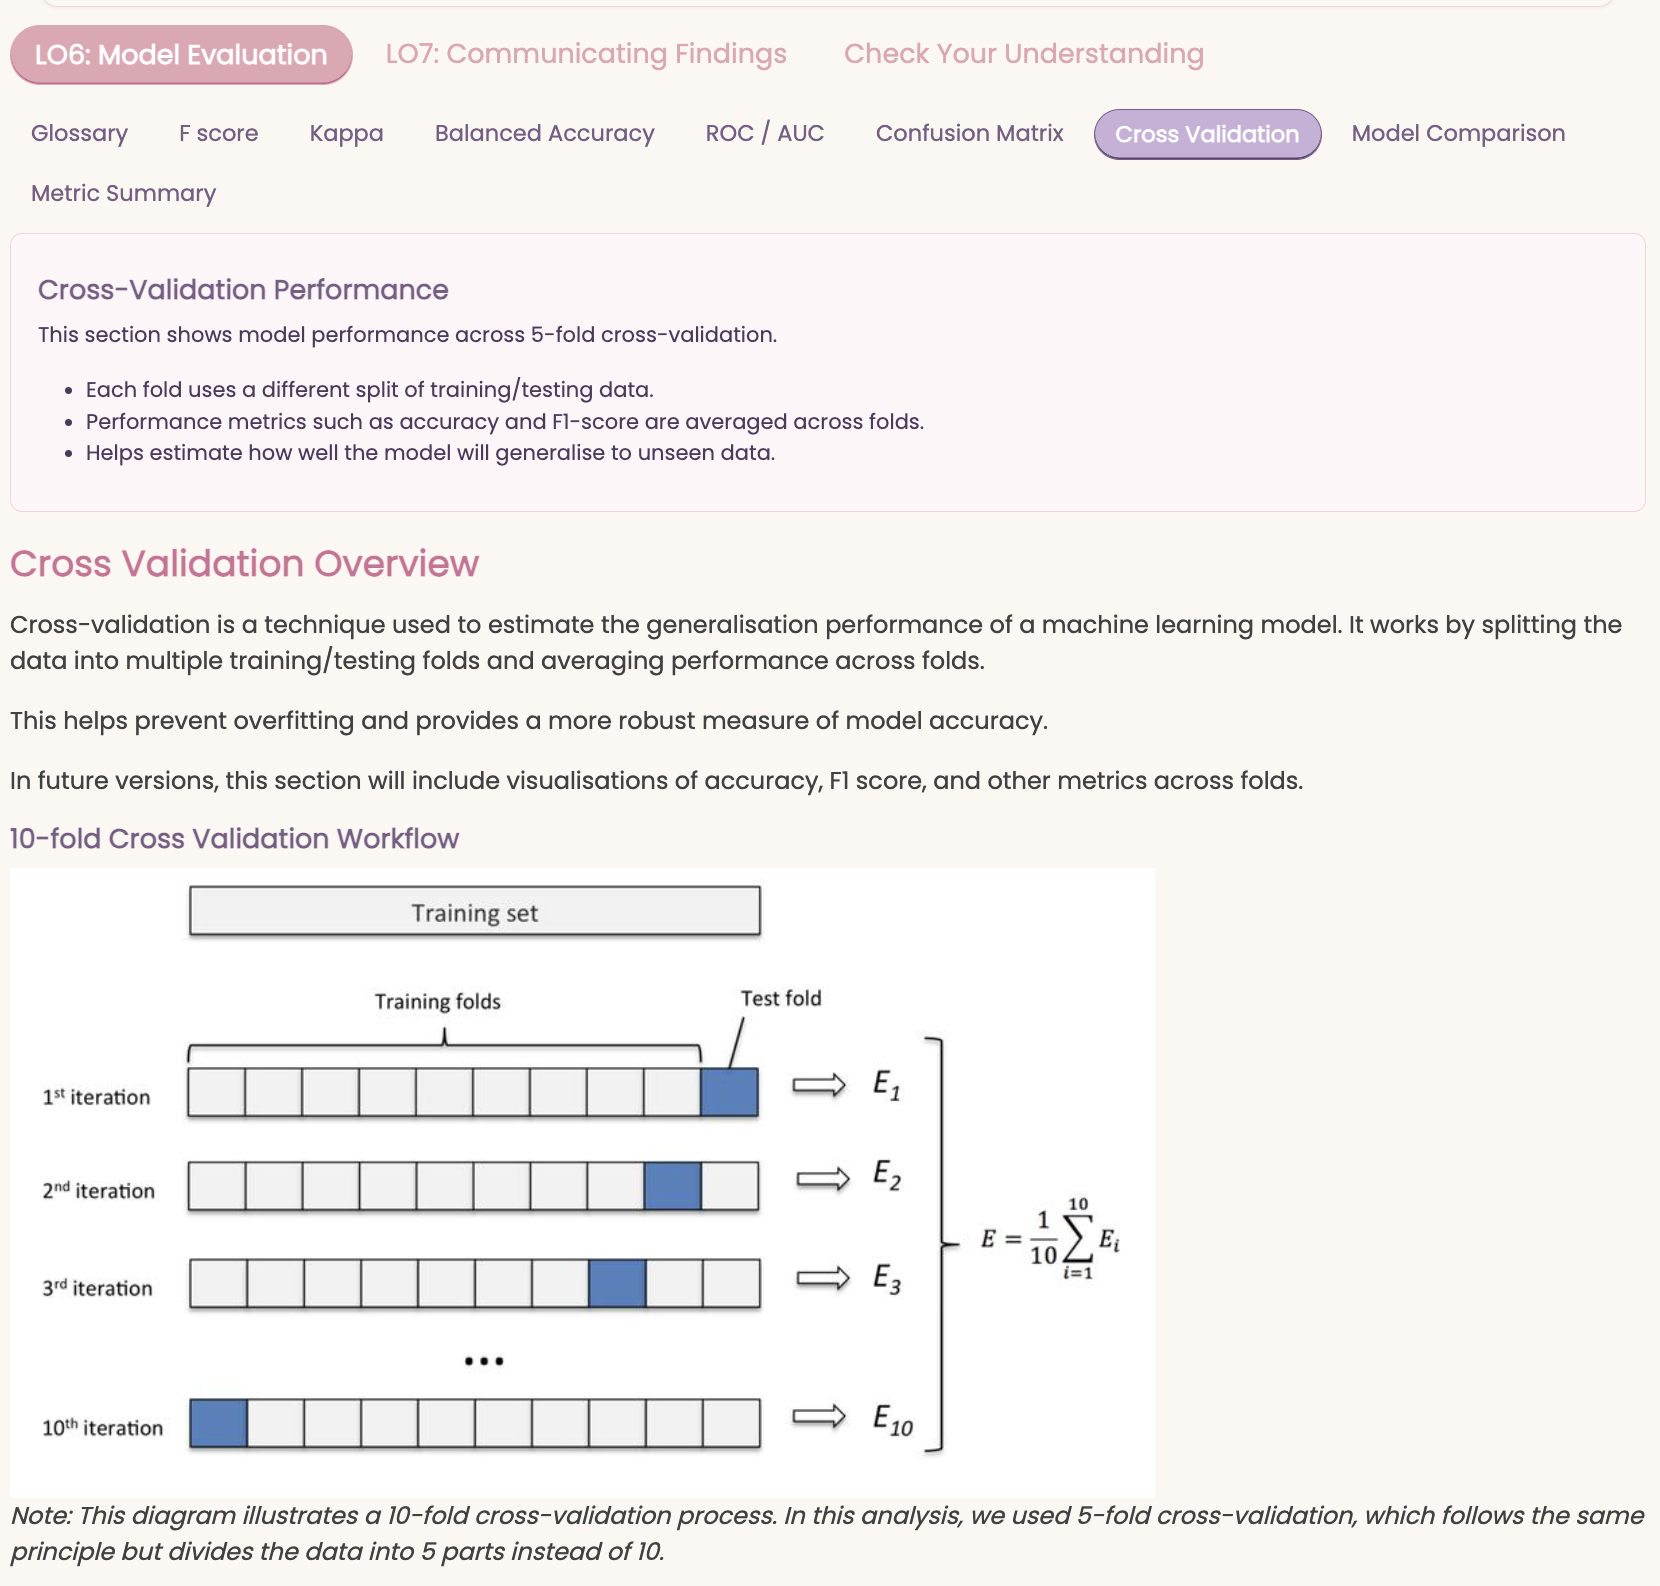 LO6: Model Evaluation LO7: Communicating Findings Check Your Understanding
Glossary F score Kappa Balanced Accuracy ROC / AUC Confusion Matrix Cross Validation Model Comparison
Metric Summary
Cross-Validation Performance
This section shows model performance across 5-fold cross-validation.
• Each fold uses a different split of training/testing data.
• Performance metrics such as accuracy and F1-score are averaged across folds.
• Helps estimate how well the model will generalise to unseen data.
Cross Validation Overview
Cross-validation is a technique used to estimate the generalisation performance of a machine learning model. It works by splitting the
data into multiple training/testing folds and averaging performance across folds.
This helps prevent overfitting and provides a more robust measure of model accuracy.
In future versions, this section will include visualisations of accuracy, F1 score, and other metrics across folds.
10-fold Cross Validation Workflow
Training set
Training folds Test fold
1st iteration E1
2nd iteration E2
3rd iteration E3
E = 1/10 ∑ i=1 10 Ei
...
10th iteration E10
Note: This diagram illustrates a 10-fold cross-validation process. In this analysis, we used 5-fold cross-validation, which follows the same
principle but divides the data into 5 parts instead of 10.